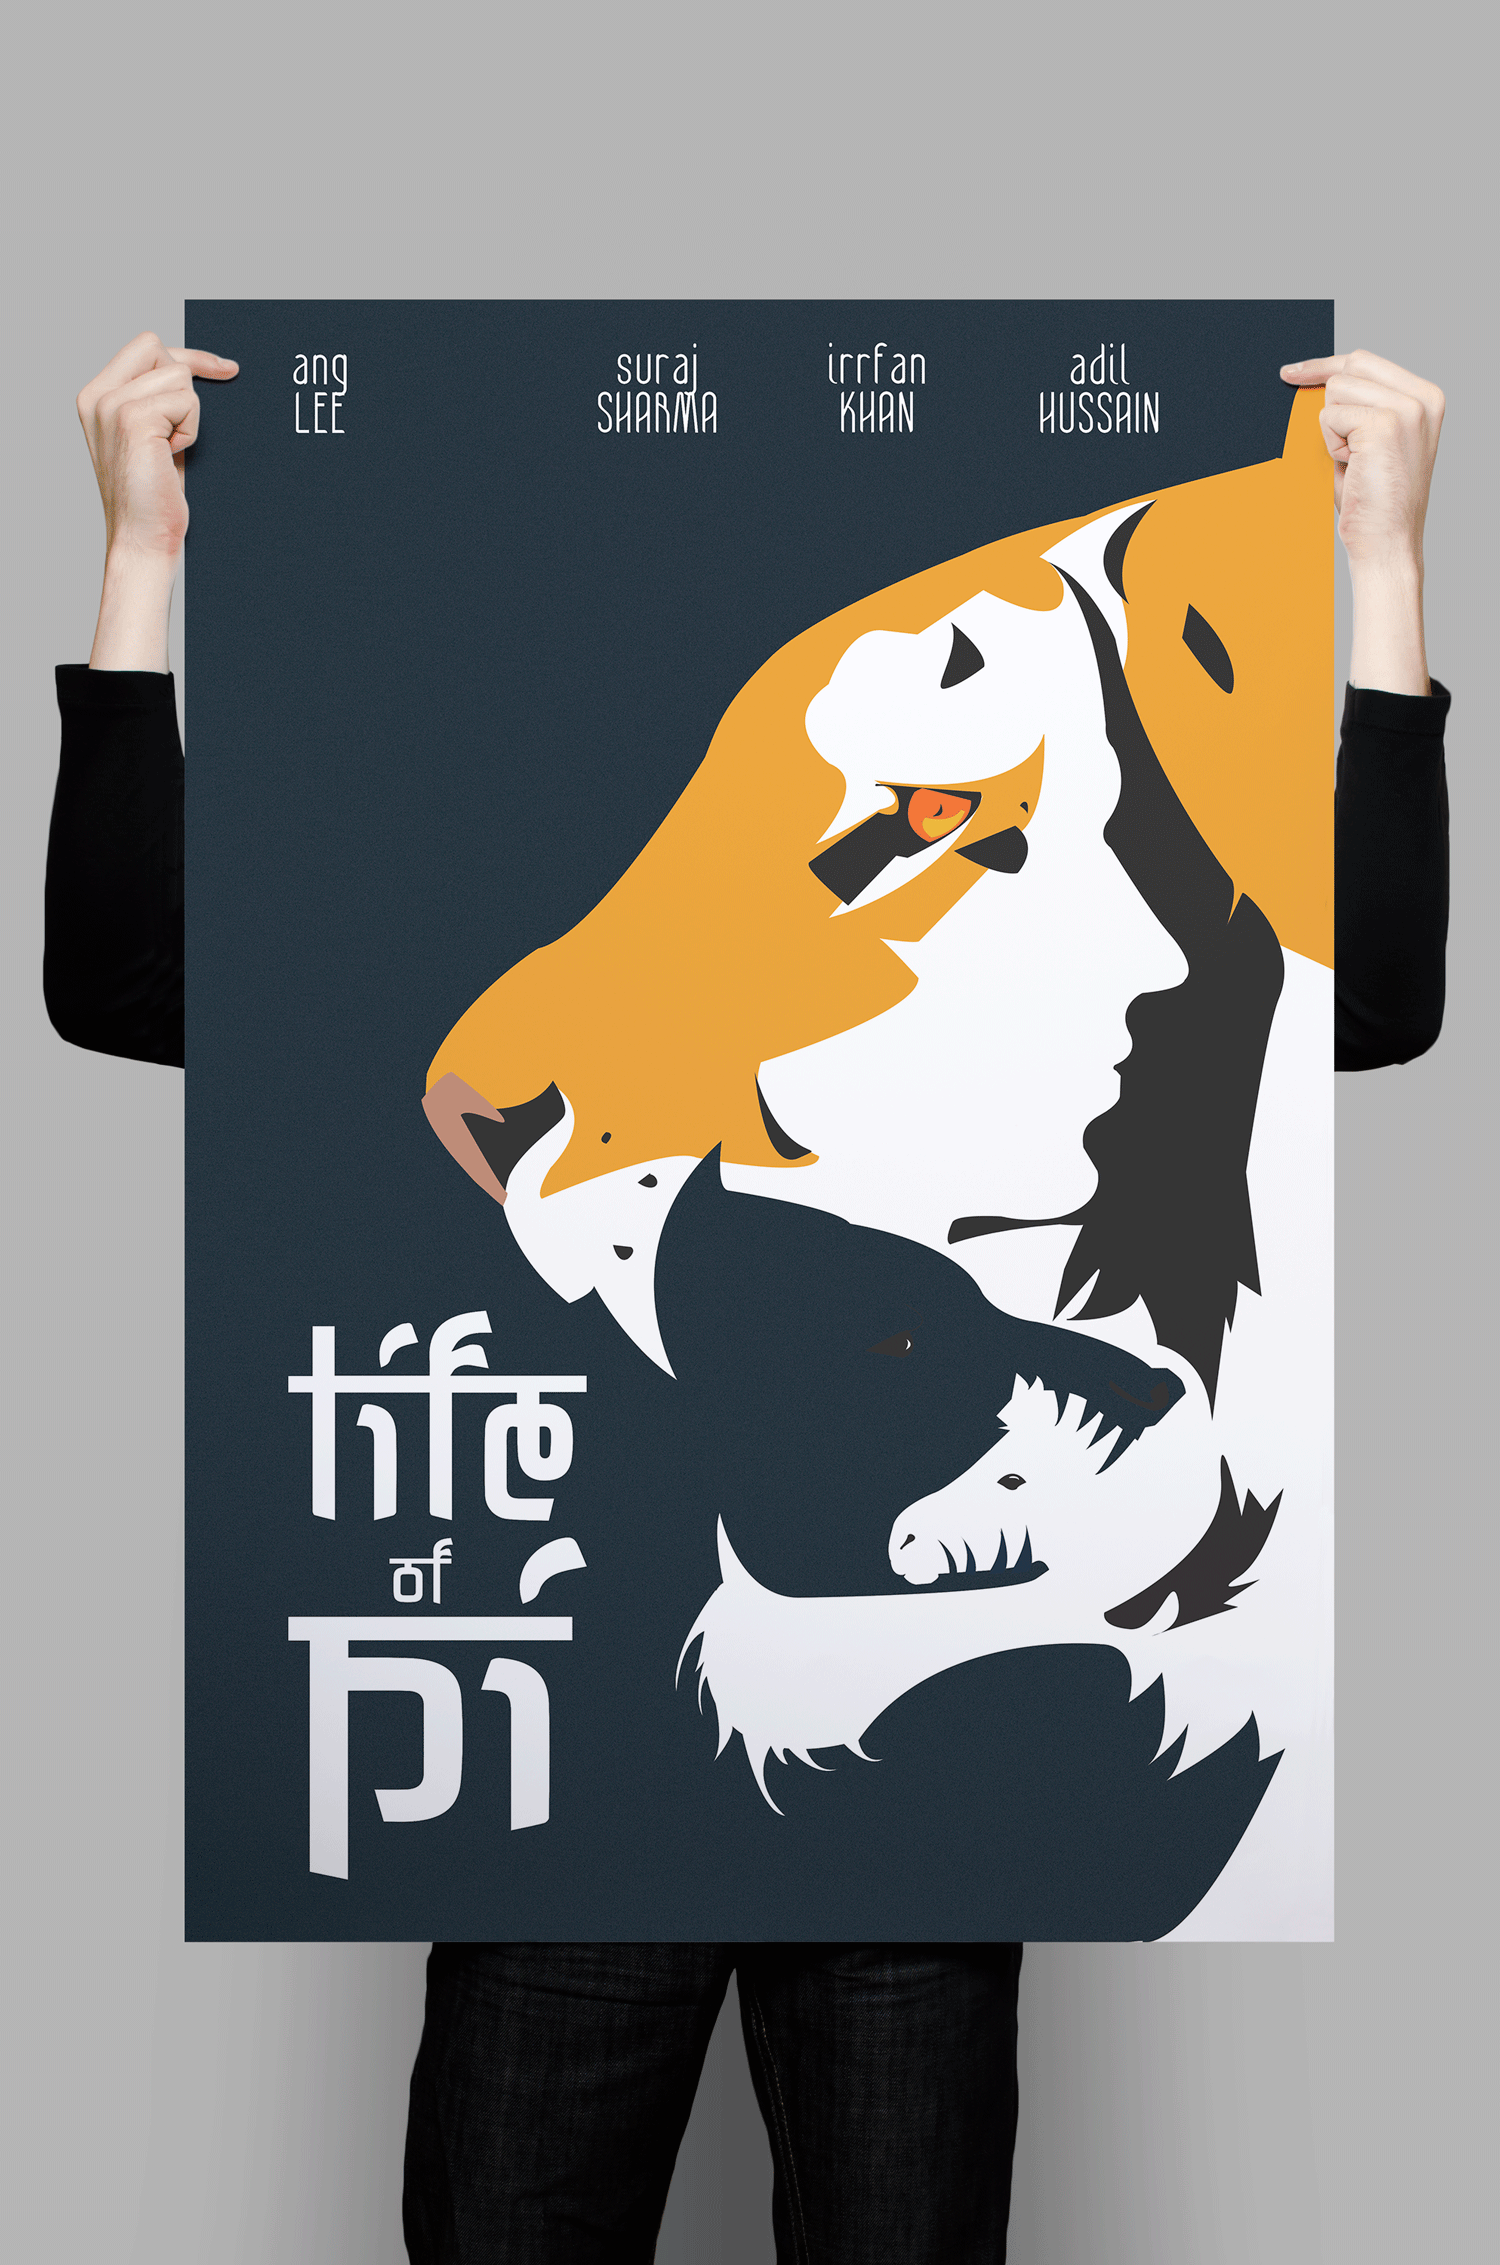 ang
LEE
suraj
SHARMA
irrfan
KHAN
adil
HUSSAIN
life
of
pi